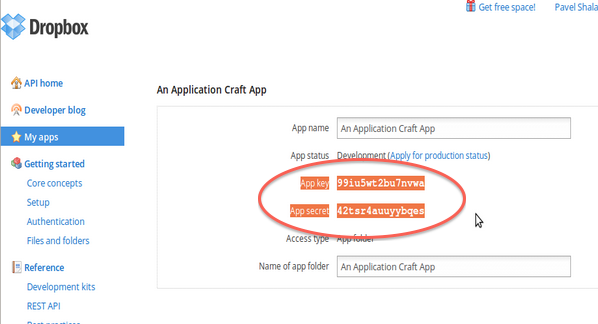 Get free space!
Pavel Shala
Dropbox
API home
Developer blog
My apps
Getting started
Core concepts
Setup
Authentication
Files and folders
Reference
Development kits
REST API
An Application Craft App
App name An Application Craft App
App status Development (Apply for production status)
App key 99iu5wt2bu7nvwa
App secret 42tsr4auuyybqes
Access type App folder
Name of app folder An Application Craft App